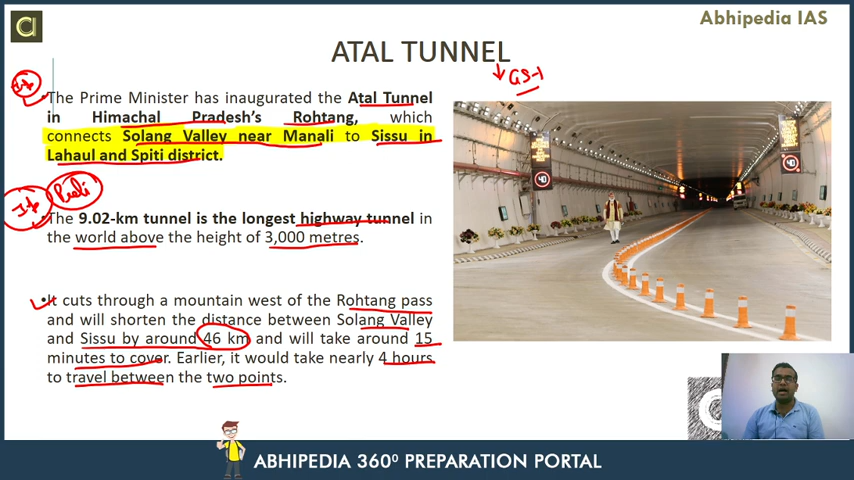 Abhipedia IAS
ATAL TUNNEL
GS-1
The Prime Minister has inaugurated the Atal Tunnel
in Himachal Pradesh's Rohtang, which
connects Solang Valley near Manali to Sissu in
Lahaul and Spiti district.
The 9.02-km tunnel is the longest highway tunnel in
the world above the height of 3,000 metres.
•It cuts through a mountain west of the Rohtang pass
and will shorten the distance between Solang Valley
and Sissu by around 46 km and will take around 15
minutes to cover. Earlier, it would take nearly 4 hours
to travel between the two points.
40
40
ABHIPEDIA 360⁰ PREPARATION PORTAL